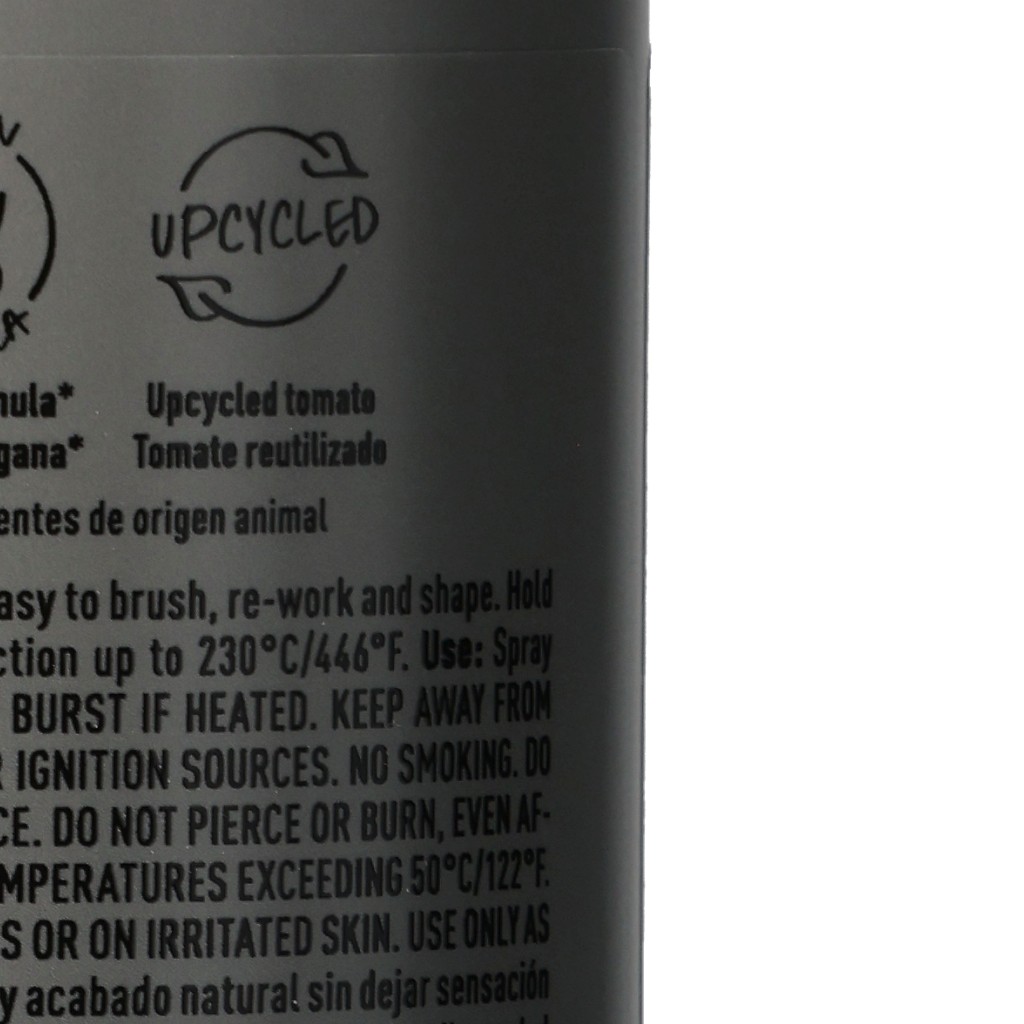 UPCYCLED
mula* Upcycled tomato
gana* Tomate reutilizado
entes de origen animal
asy to brush, re-work and shape. Hold
ction up to 230°C/446°F. Use: Spray
BURST IF HEATED. KEEP AWAY FROM
R IGNITION SOURCES. NO SMOKING. DO
CE. DO NOT PIERCE OR BURN, EVEN AF-
MPERATURES EXCEEDING 50°C/122°F.
S OR ON IRRITATED SKIN. USE ONLY AS
y acabado natural sin dejar sensación